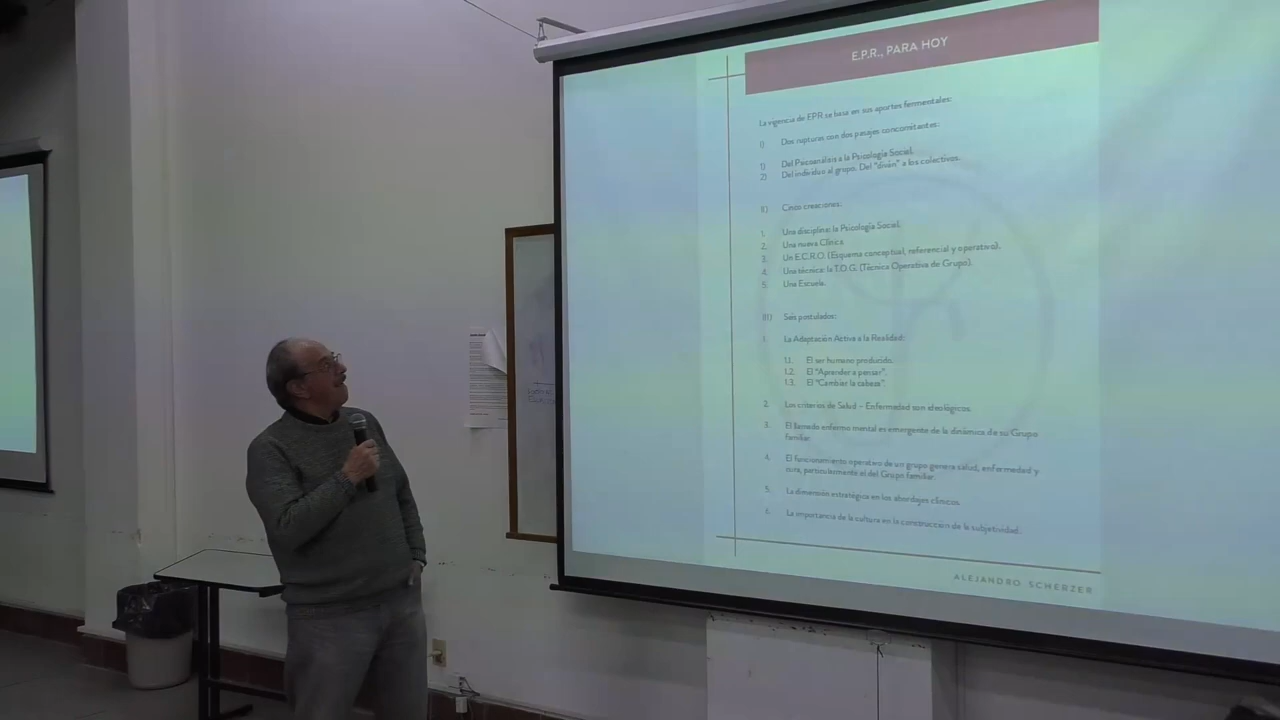 E.P.R., PARA HOY
La vigencia de EPR se basa en sus aportes fermentales:
I) Dos rupturas con dos pasajes concomitantes:
1) Del Psicoanálisis a la Psicología Social.
2) Del individuo al grupo. Del "diván" a los colectivos.
II) Cinco creaciones:
1. Una disciplina: la Psicología Social.
2. Una nueva Clínica
3. Un E.C.R.O. (Esquema conceptual, referencial y operativo).
4. Una técnica: la T.O.G. (Técnica Operativa de Grupo).
5. Una Escuela.
III) Seis postulados:
1. La Adaptación Activa a la Realidad:
1.1. El ser humano producido.
1.2. El "Aprender a pensar".
1.3. El "Cambiar la cabeza".
2. Los criterios de Salud – Enfermedad son ideológicos.
3. El llamado enfermo mental es emergente de la dinámica de su Grupo
familiar.
4. El funcionamiento operativo de un grupo genera salud, enfermedad y
cura, particularmente el del Grupo familiar.
5. La dimensión estratégica en los abordajes clínicos.
6. La importancia de la cultura en la construcción de la subjetividad.
ALEJANDRO SCHERZER